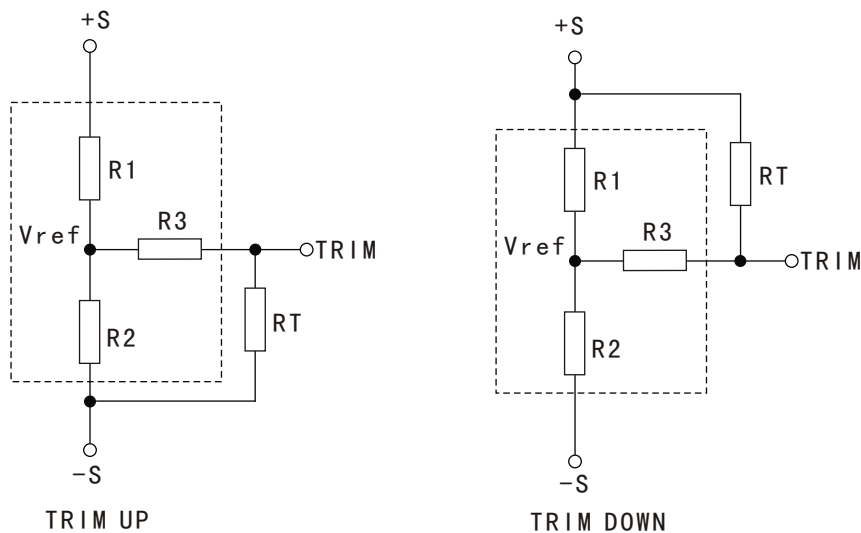 +S
R1
Vref
R3
TRIM
R2
RT
-S
TRIM UP
+S
R1
RT
Vref
R3
TRIM
R2
-S
TRIM DOWN